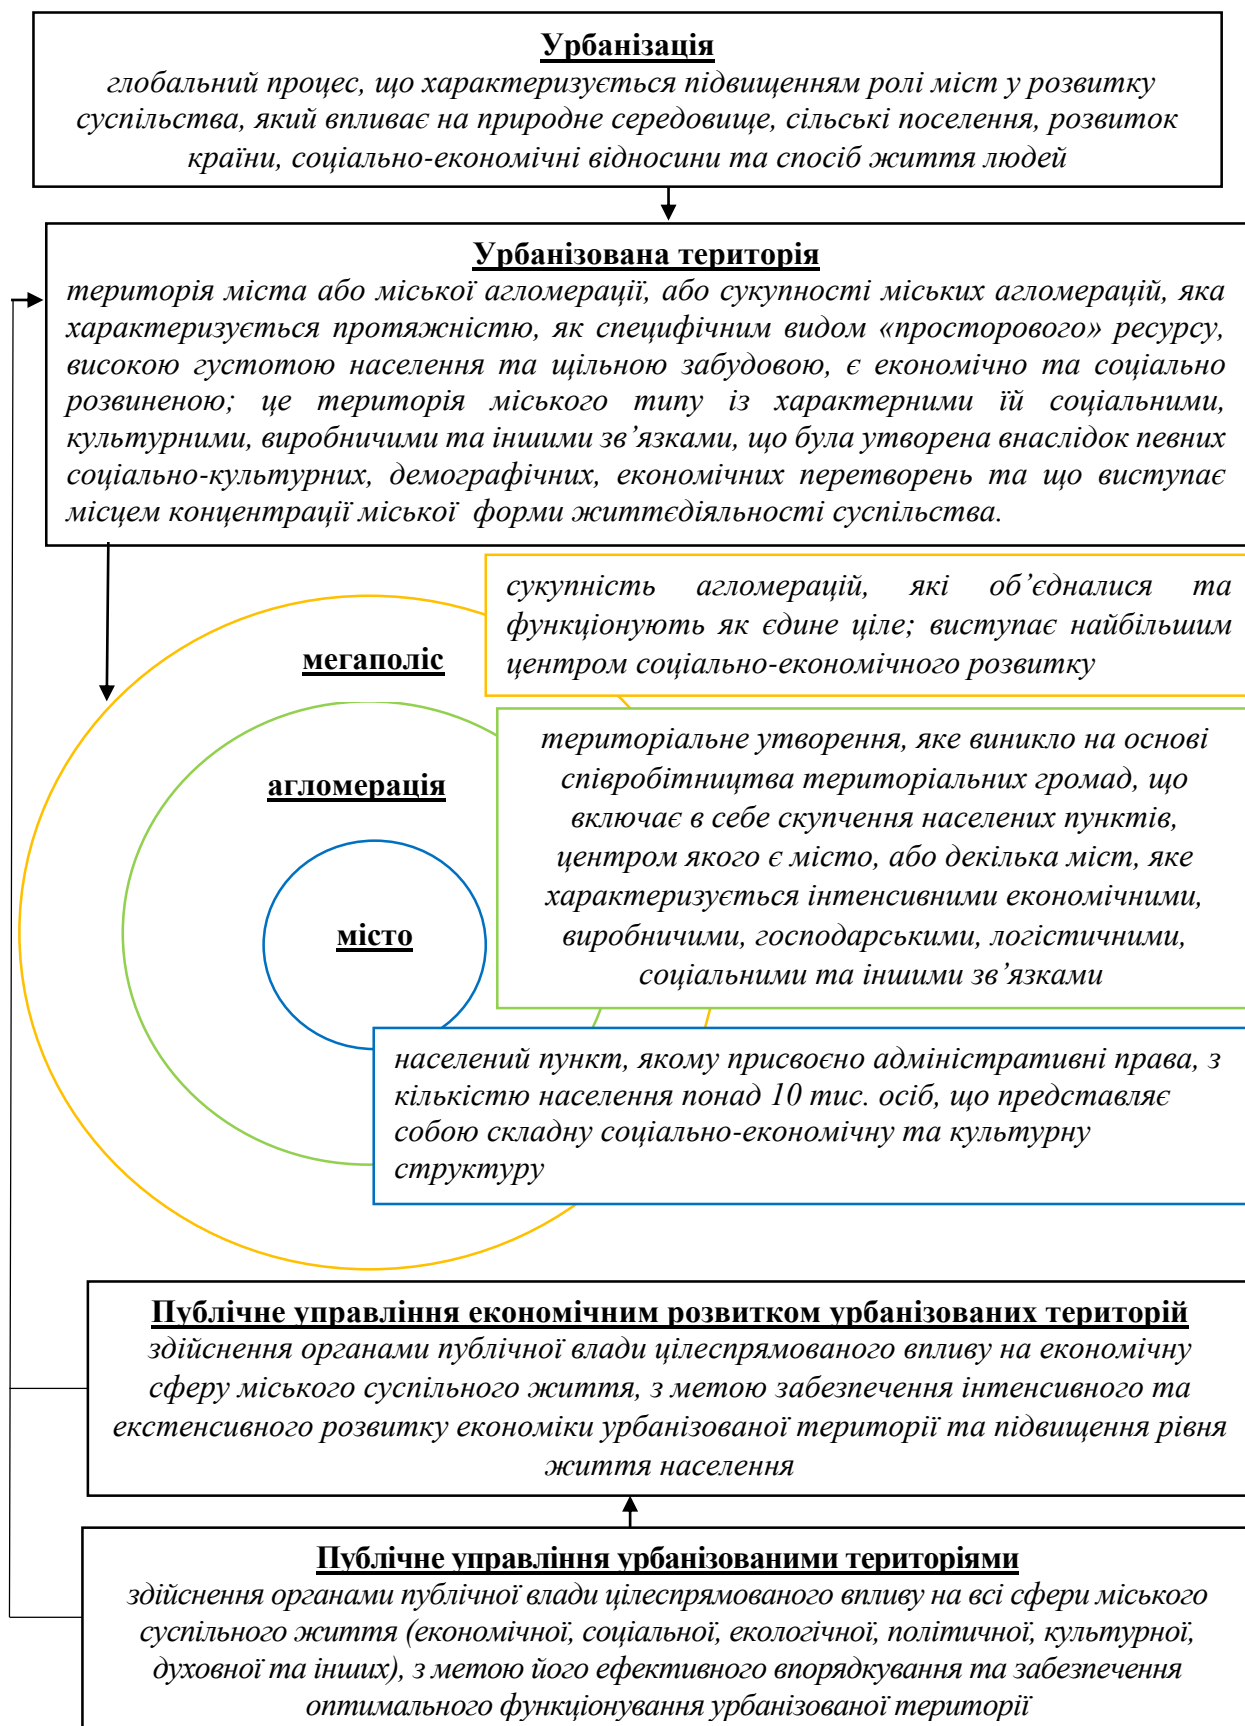 Урбанізація
глобальний процес, що характеризується підвищенням ролі міст у розвитку
суспільства, який впливає на природне середовище, сільські поселення, розвиток
країни, соціально-економічні відносини та спосіб життя людей
Урбанізована територія
територія міста або міської агломерації, або сукупності міських агломерацій, яка
характеризується протяжністю, як специфічним видом «просторового» ресурсу,
високою густотою населення та щільною забудовою, є економічно та соціально
розвиненою; це територія міського типу із характерними їй соціальними,
культурними, виробничими та іншими зв’язками, що була утворена внаслідок певних
соціально-культурних, демографічних, економічних перетворень та що виступає
місцем концентрації міської форми життєдіяльності суспільства.
сукупність агломерацій, які об’єдналися та
функціонують як єдине ціле; виступає найбільшим
центром соціально-економічного розвитку
мегаполіс
територіальне утворення, яке виникло на основі
співробітництва територіальних громад, що
включає в себе скупчення населених пунктів,
центром якого є місто, або декілька міст, яке
характеризується інтенсивними економічними,
виробничими, господарськими, логістичними,
соціальними та іншими зв’язками
агломерація
місто
населений пункт, якому присвоєно адміністративні права, з
кількістю населення понад 10 тис. осіб, що представляє
собою складну соціально-економічну та культурну
структуру
Публічне управління економічним розвитком урбанізованих територій
здійснення органами публічної влади цілеспрямованого впливу на економічну
сферу міського суспільного життя, з метою забезпечення інтенсивного та
екстенсивного розвитку економіки урбанізованої території та підвищення рівня
життя населення
Публічне управління урбанізованими територіями
здійснення органами публічної влади цілеспрямованого впливу на всі сфери міського
суспільного життя (економічної, соціальної, екологічної, політичної, культурної,
духовної та інших), з метою його ефективного впорядкування та забезпечення
оптимального функціонування урбанізованої території